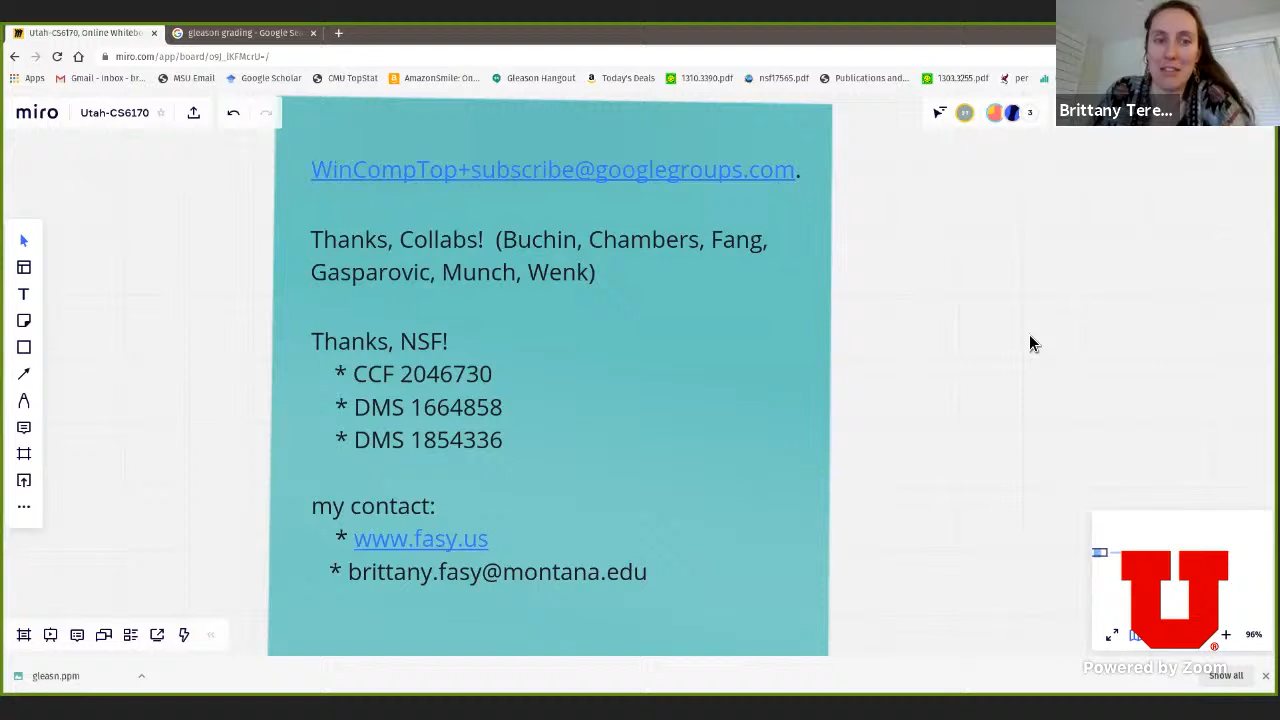 Utah-CS6170, Online Whitebo
gleason grading - Google Sea
miro.com/app/board/o9J_lKFMcrU=/
Apps
Gmail - Inbox - br...
MSU Email
Google Scholar
CMU TopStat
AmazonSmile: On...
Gleason Hangout
Today's Deals
1310.3390.pdf
nsf17565.pdf
Publications and...
1303.3255.pdf
per
Brittany Tere...
miro
Utah-CS6170
3
WinCompTop+subscribe@googlegroups.com.
Thanks, Collabs! (Buchin, Chambers, Fang,
Gasparovic, Munch, Wenk)
Thanks, NSF!
* CCF 2046730
* DMS 1664858
* DMS 1854336
my contact:
* www.fasy.us
* brittany.fasy@montana.edu
U
®
96%
Powered by Zoom
gleasn.ppm
Show all